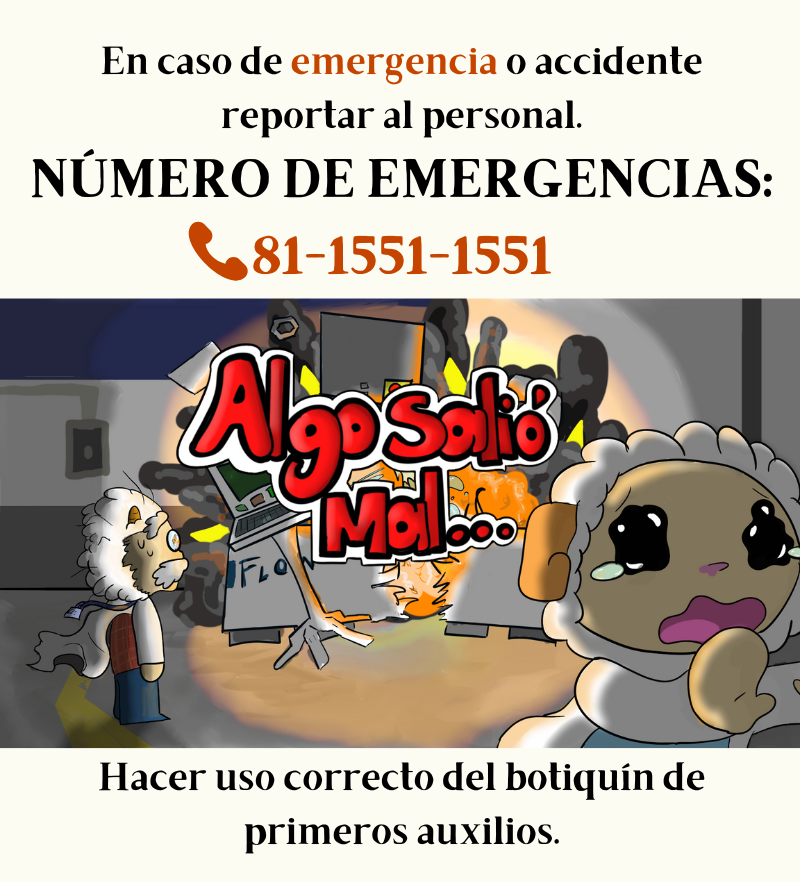 En caso de emergencia o accidente
reportar al personal.
NÚMERO DE EMERGENCIAS:
81-1551-1551
Algo Salió
Mal...
Hacer uso correcto del botiquín de
primeros auxilios.